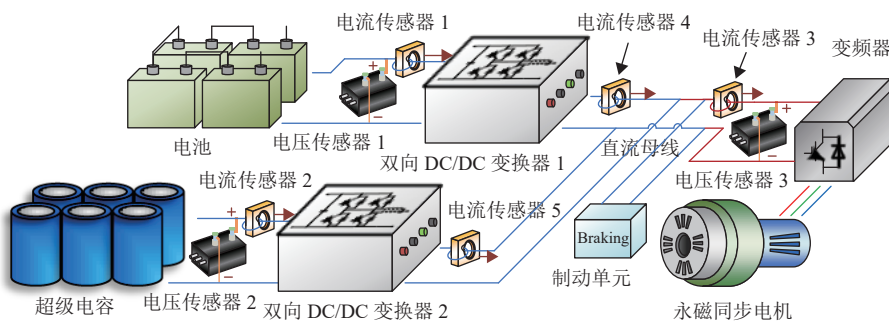 电流传感器 1
电流传感器 4
电流传感器 3
变频器
+
−
+
−
电池
电压传感器 1
双向 DC/DC 变换器 1
直流母线
电压传感器 3
电流传感器 2
电流传感器 5
+
−
Braking
制动单元
超级电容
电压传感器 2
双向 DC/DC 变换器 2
永磁同步电机